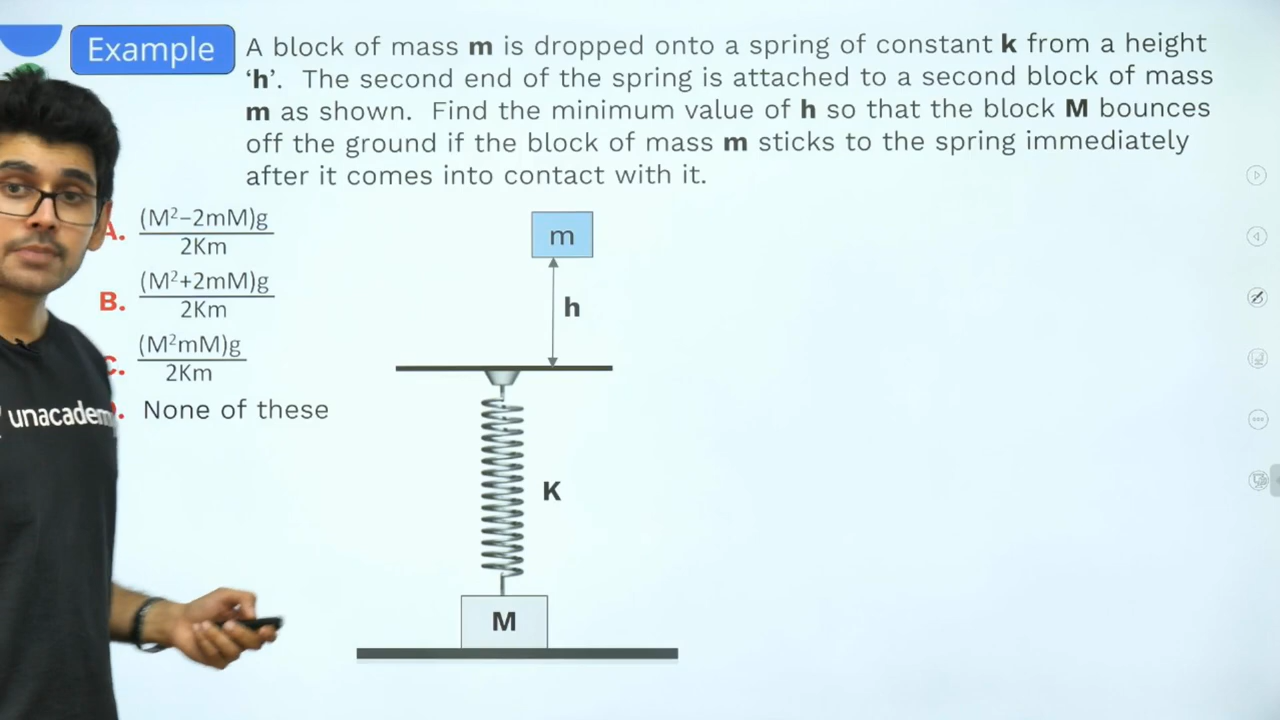 Example
A block of mass m is dropped onto a spring of constant k from a height
‘h’. The second end of the spring is attached to a second block of mass
m as shown. Find the minimum value of h so that the block M bounces
off the ground if the block of mass m sticks to the spring immediately
after it comes into contact with it.
A. (M²−2mM)g
2Km
B. (M²+2mM)g
2Km
C. (M²mM)g
2Km
None of these
m
h
K
M
unacadem